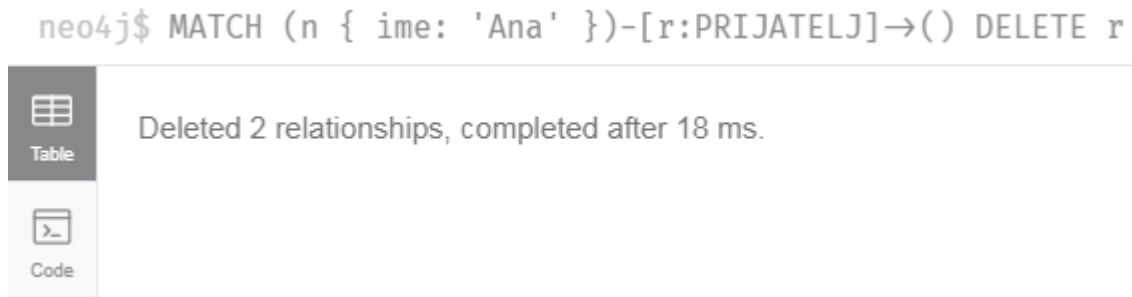 neo4j$ MATCH (n { ime: 'Ana' })-[r:PRIJATELJ]→() DELETE r
Deleted 2 relationships, completed after 18 ms.
Table
Code